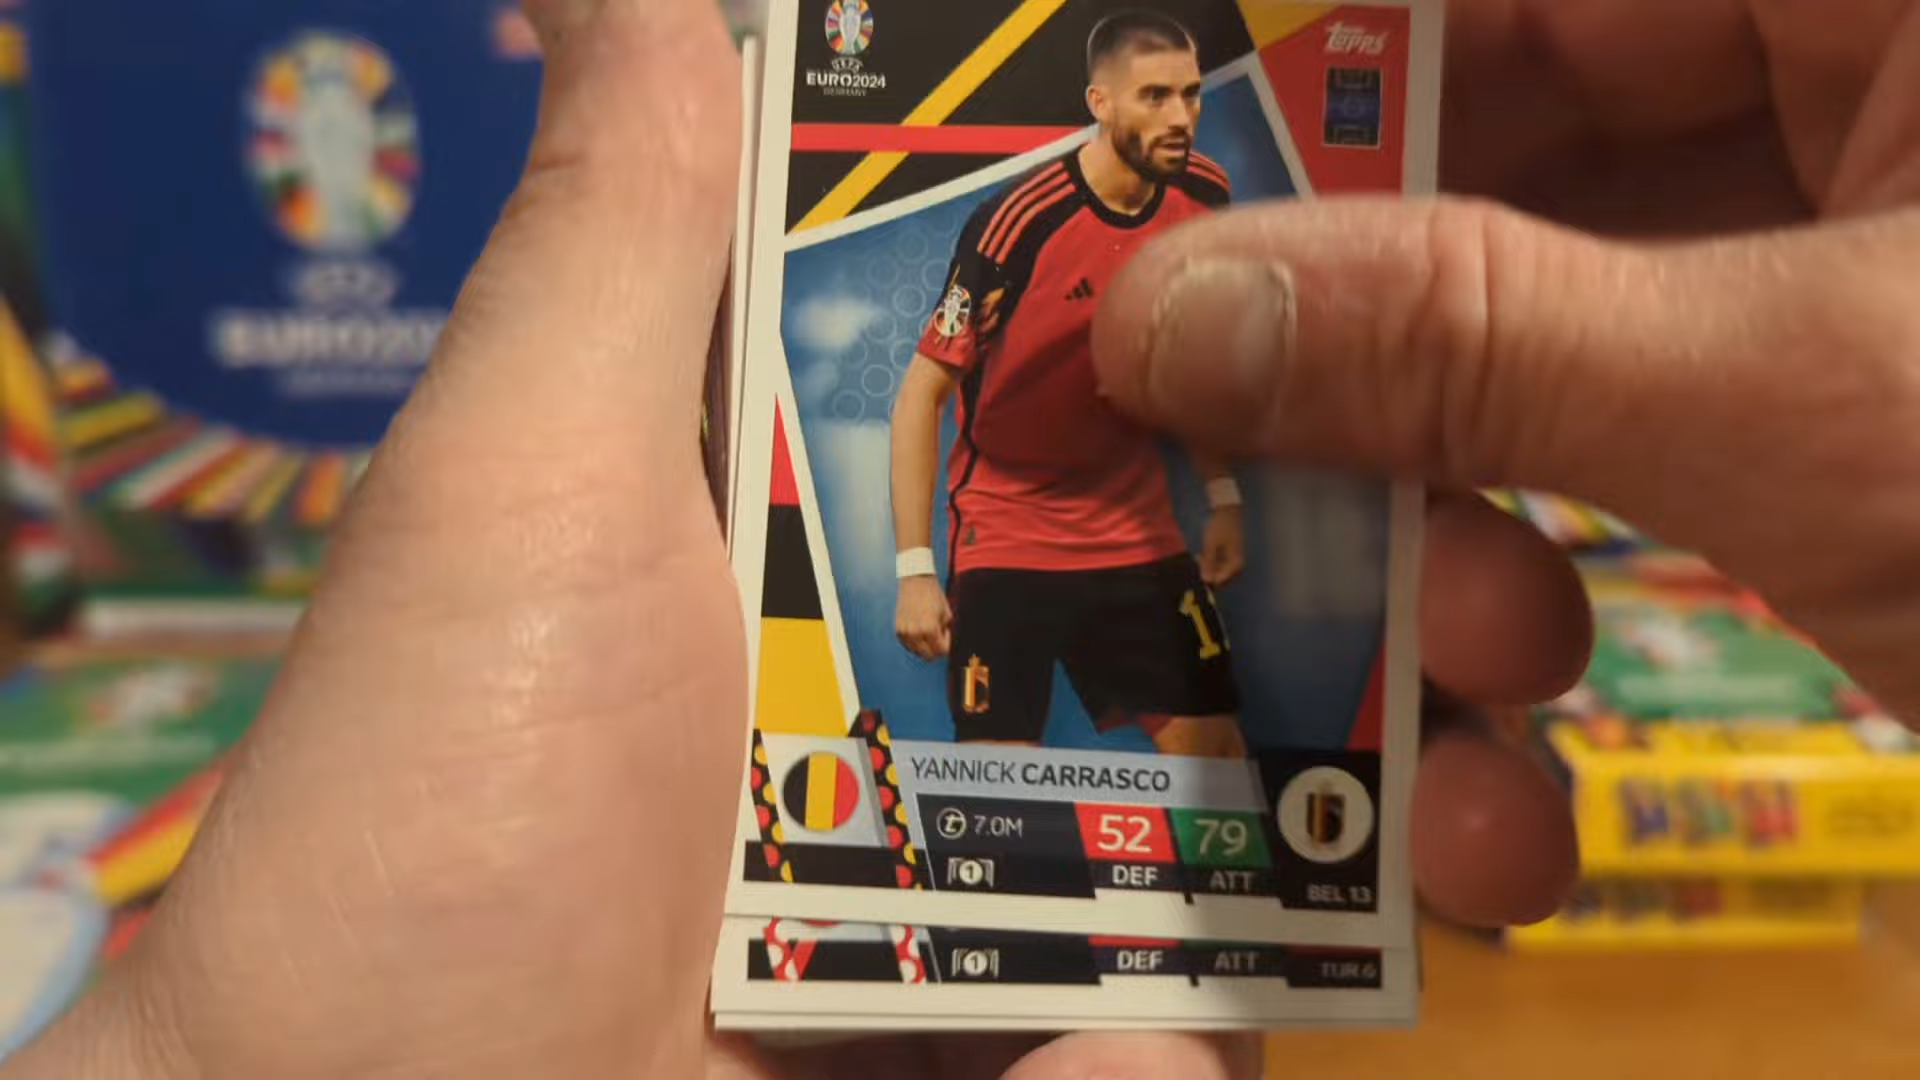 UEFA
EURO2024
GERMANY
topps
YANNICK CARRASCO
7.0M
52
79
1
DEF
ATT
BEL 13
1
DEF
ATT
TUR 6